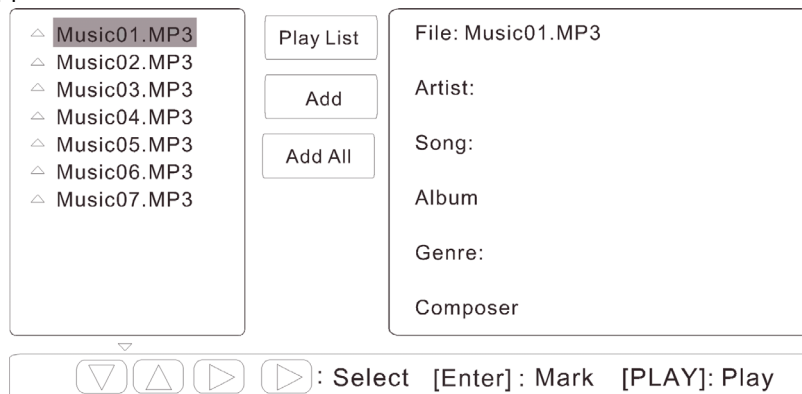 Music01.MP3
Music02.MP3
Music03.MP3
Music04.MP3
Music05.MP3
Music06.MP3
Music07.MP3
Play List
Add
Add All
File: Music01.MP3
Artist:
Song:
Album
Genre:
Composer
: Select [Enter] : Mark [PLAY]: Play